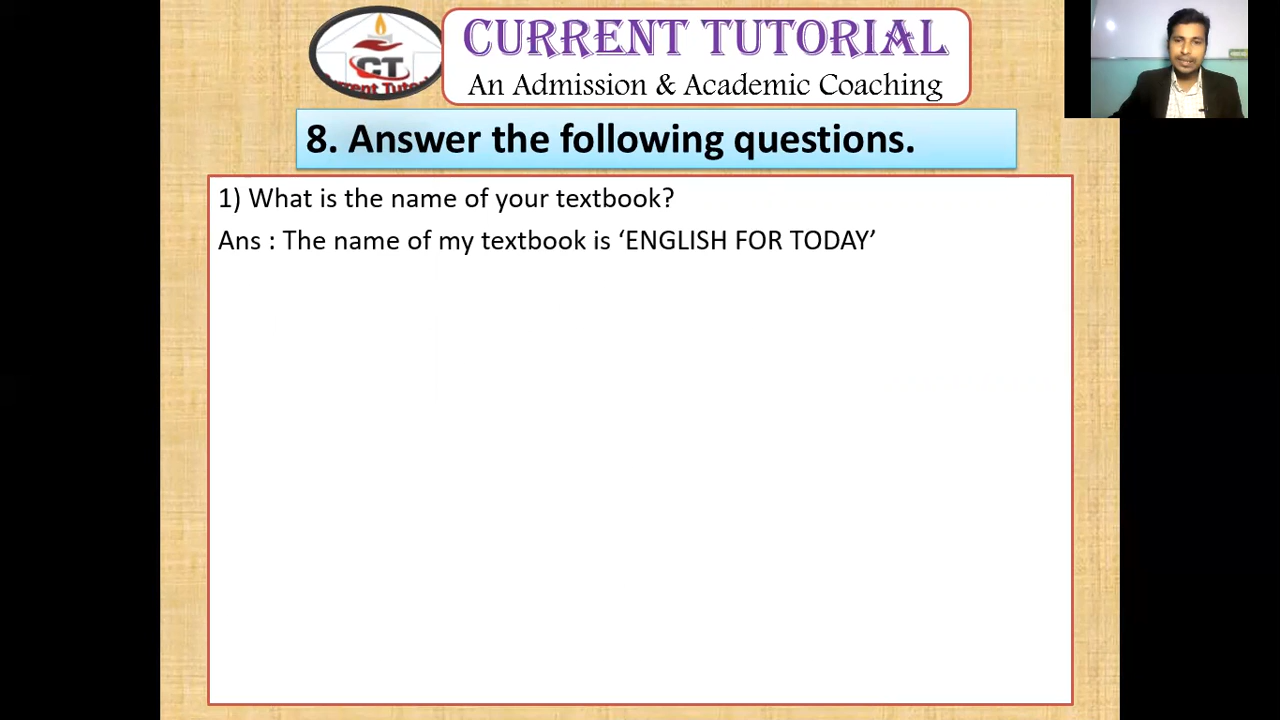 CT
CURRENT TUTORIAL
An Admission & Academic Coaching
8. Answer the following questions.
1) What is the name of your textbook?
Ans : The name of my textbook is ‘ENGLISH FOR TODAY’